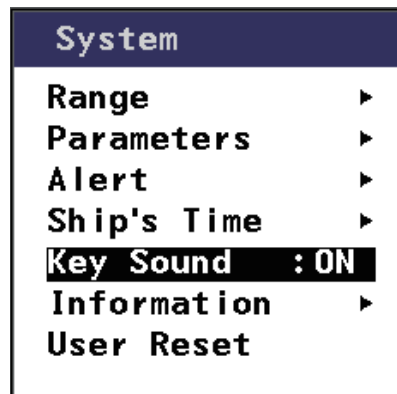 System
Range ▶
Parameters ▶
Alert ▶
Ship's Time ▶
Key Sound :ON
Information ▶
User Reset